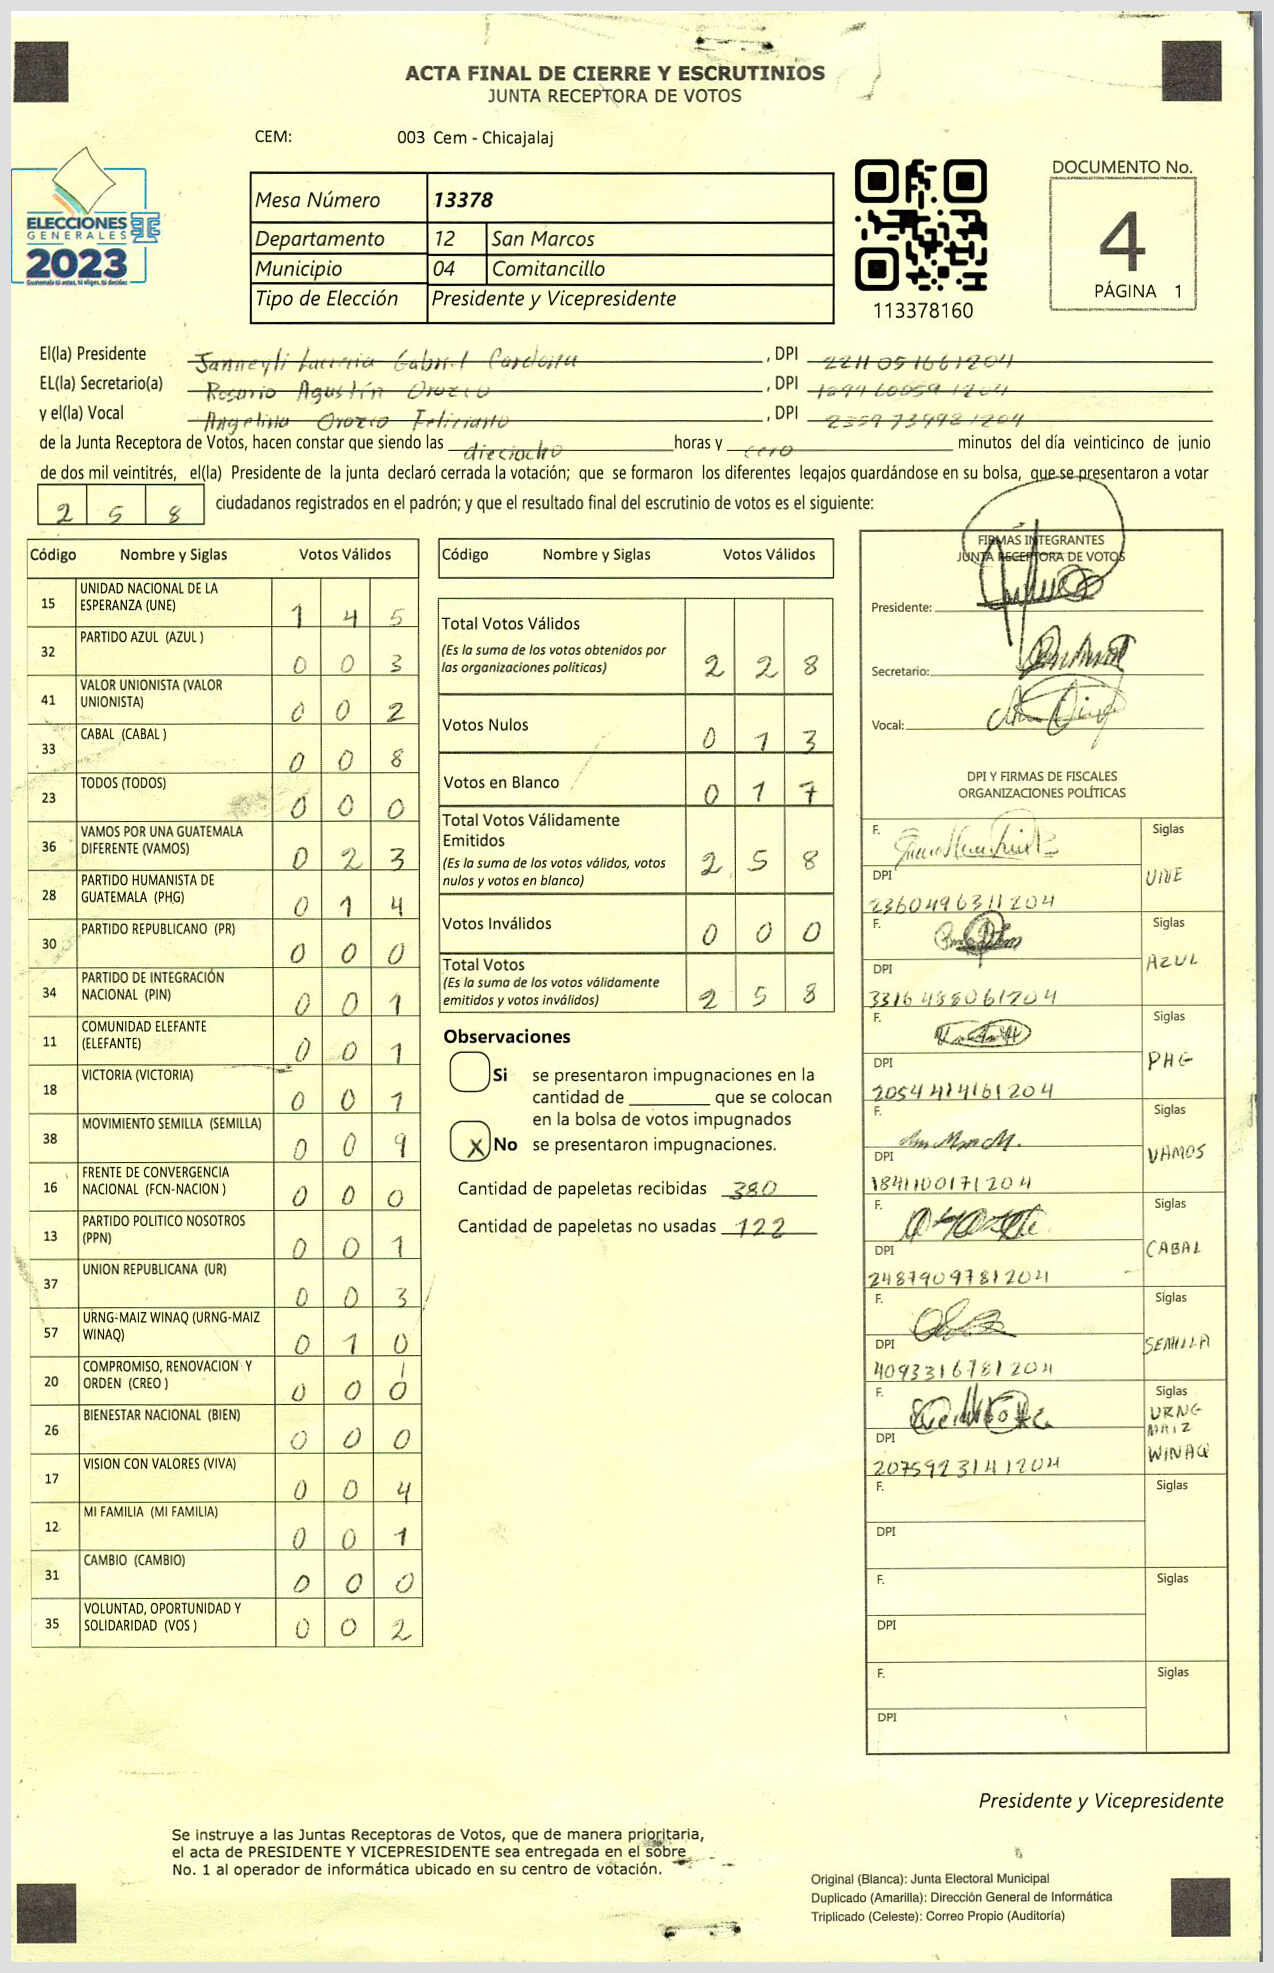 ACTA FINAL DE CIERRE Y ESCRUTINIOS
JUNTA RECEPTORA DE VOTOS
CEM: 003 Cem - Chicajalaj
ELECCIONES
GENERALES
2023
Guatemala tú votas, tú eliges, tú decides
Mesa Número 13378
Departamento 12 San Marcos
Municipio 04 Comitancillo
Tipo de Elección Presidente y Vicepresidente
113378160
DOCUMENTO No.
4
PÁGINA 1
El(la) Presidente Gabriel Cardona , DPI
EL(la) Secretario(a) Rosario Agustín Orozco , DPI
y el(la) Vocal Angelina Orozco Feliciano , DPI 2359739981204
de la Junta Receptora de Votos, hacen constar que siendo las dieciocho horas y cero minutos del día veinticinco de junio
de dos mil veintitrés, el(la) Presidente de la junta declaró cerrada la votación; que se formaron los diferentes legajos quardándose en su bolsa, que se presentaron a votar
2 5 8 ciudadanos registrados en el padrón; y que el resultado final del escrutinio de votos es el siguiente:
Código Nombre y Siglas Votos Válidos
15 UNIDAD NACIONAL DE LA ESPERANZA (UNE) 1 4 5
32 PARTIDO AZUL (AZUL ) 0 0 3
41 VALOR UNIONISTA (VALOR UNIONISTA) 0 0 2
33 CABAL (CABAL ) 0 0 8
23 TODOS (TODOS) 0 0 0
36 VAMOS POR UNA GUATEMALA DIFERENTE (VAMOS) 0 2 3
28 PARTIDO HUMANISTA DE GUATEMALA (PHG) 0 1 4
30 PARTIDO REPUBLICANO (PR) 0 0 0
34 PARTIDO DE INTEGRACIÓN NACIONAL (PIN) 0 0 1
11 COMUNIDAD ELEFANTE (ELEFANTE) 0 0 1
18 VICTORIA (VICTORIA) 0 0 1
38 MOVIMIENTO SEMILLA (SEMILLA) 0 0 9
16 FRENTE DE CONVERGENCIA NACIONAL (FCN-NACION ) 0 0 0
13 PARTIDO POLITICO NOSOTROS (PPN) 0 0 1
37 UNION REPUBLICANA (UR) 0 0 3
57 URNG-MAIZ WINAQ (URNG-MAIZ WINAQ) 0 1 0
20 COMPROMISO, RENOVACION Y ORDEN (CREO ) 0 0 0
26 BIENESTAR NACIONAL (BIEN) 0 0 0
17 VISION CON VALORES (VIVA) 0 0 4
12 MI FAMILIA (MI FAMILIA) 0 0 1
31 CAMBIO (CAMBIO) 0 0 0
35 VOLUNTAD, OPORTUNIDAD Y SOLIDARIDAD (VOS ) 0 0 2
Código Nombre y Siglas Votos Válidos
Total Votos Válidos 2 2 8
(Es la suma de los votos obtenidos por
las organizaciones políticas)
Votos Nulos 0 1 3
Votos en Blanco 0 1 7
Total Votos Válidamente
Emitidos 2 5 8
(Es la suma de los votos válidos, votos
nulos y votos en blanco)
Votos Inválidos 0 0 0
Total Votos
(Es la suma de los votos válidamente
emitidos y votos inválidos) 2 5 8
Observaciones
Si se presentaron impugnaciones en la
cantidad de ________ que se colocan
en la bolsa de votos impugnados
X No se presentaron impugnaciones.
Cantidad de papeletas recibidas 380
Cantidad de papeletas no usadas 122
FIRMAS INTEGRANTES
JUNTA RECEPTORA DE VOTOS
Presidente:
Secretario:
Vocal:
DPI Y FIRMAS DE FISCALES
ORGANIZACIONES POLÍTICAS
F. Siglas
DPI UNE
2360496311204
F. Siglas
DPI AZUL
3316488061204
F. Siglas
DPI PHG
2054414161204
F. Siglas
DPI VAMOS
1841100171204
F. Siglas
DPI CABAL
2487909781204
F. Siglas
DPI SEMILLA
4093316781204
F. Siglas
URNG
MAIZ
DPI WINAQ
2075923141204
F. Siglas
DPI
F. Siglas
DPI
F. Siglas
DPI
Presidente y Vicepresidente
Se instruye a las Juntas Receptoras de Votos, que de manera prioritaria,
el acta de PRESIDENTE Y VICEPRESIDENTE sea entregada en el sobre
No. 1 al operador de informática ubicado en su centro de votación.
Original (Blanca): Junta Electoral Municipal
Duplicado (Amarilla): Dirección General de Informática
Triplicado (Celeste): Correo Propio (Auditoría)